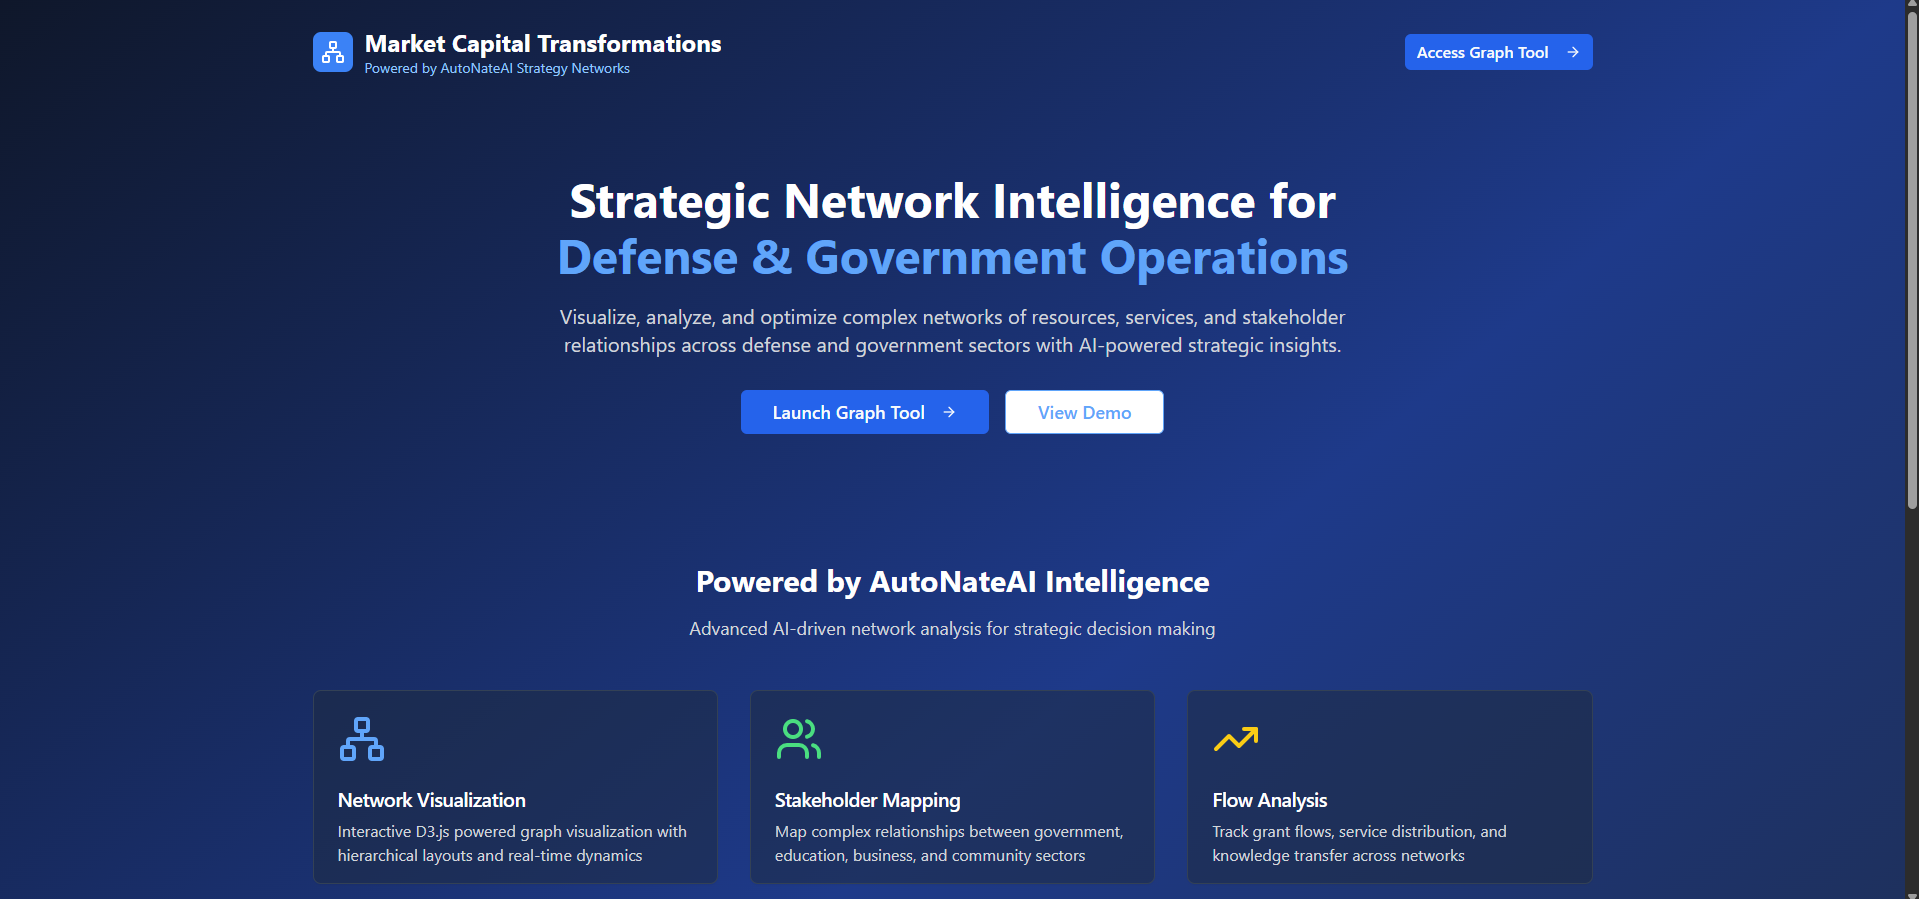 Market Capital Transformations
Powered by AutoNateAI Strategy Networks
Access Graph Tool
Strategic Network Intelligence for
Defense & Government Operations
Visualize, analyze, and optimize complex networks of resources, services, and stakeholder
relationships across defense and government sectors with AI-powered strategic insights.
Launch Graph Tool
View Demo
Powered by AutoNateAI Intelligence
Advanced AI-driven network analysis for strategic decision making
Network Visualization
Interactive D3.js powered graph visualization with
hierarchical layouts and real-time dynamics
Stakeholder Mapping
Map complex relationships between government,
education, business, and community sectors
Flow Analysis
Track grant flows, service distribution, and
knowledge transfer across networks